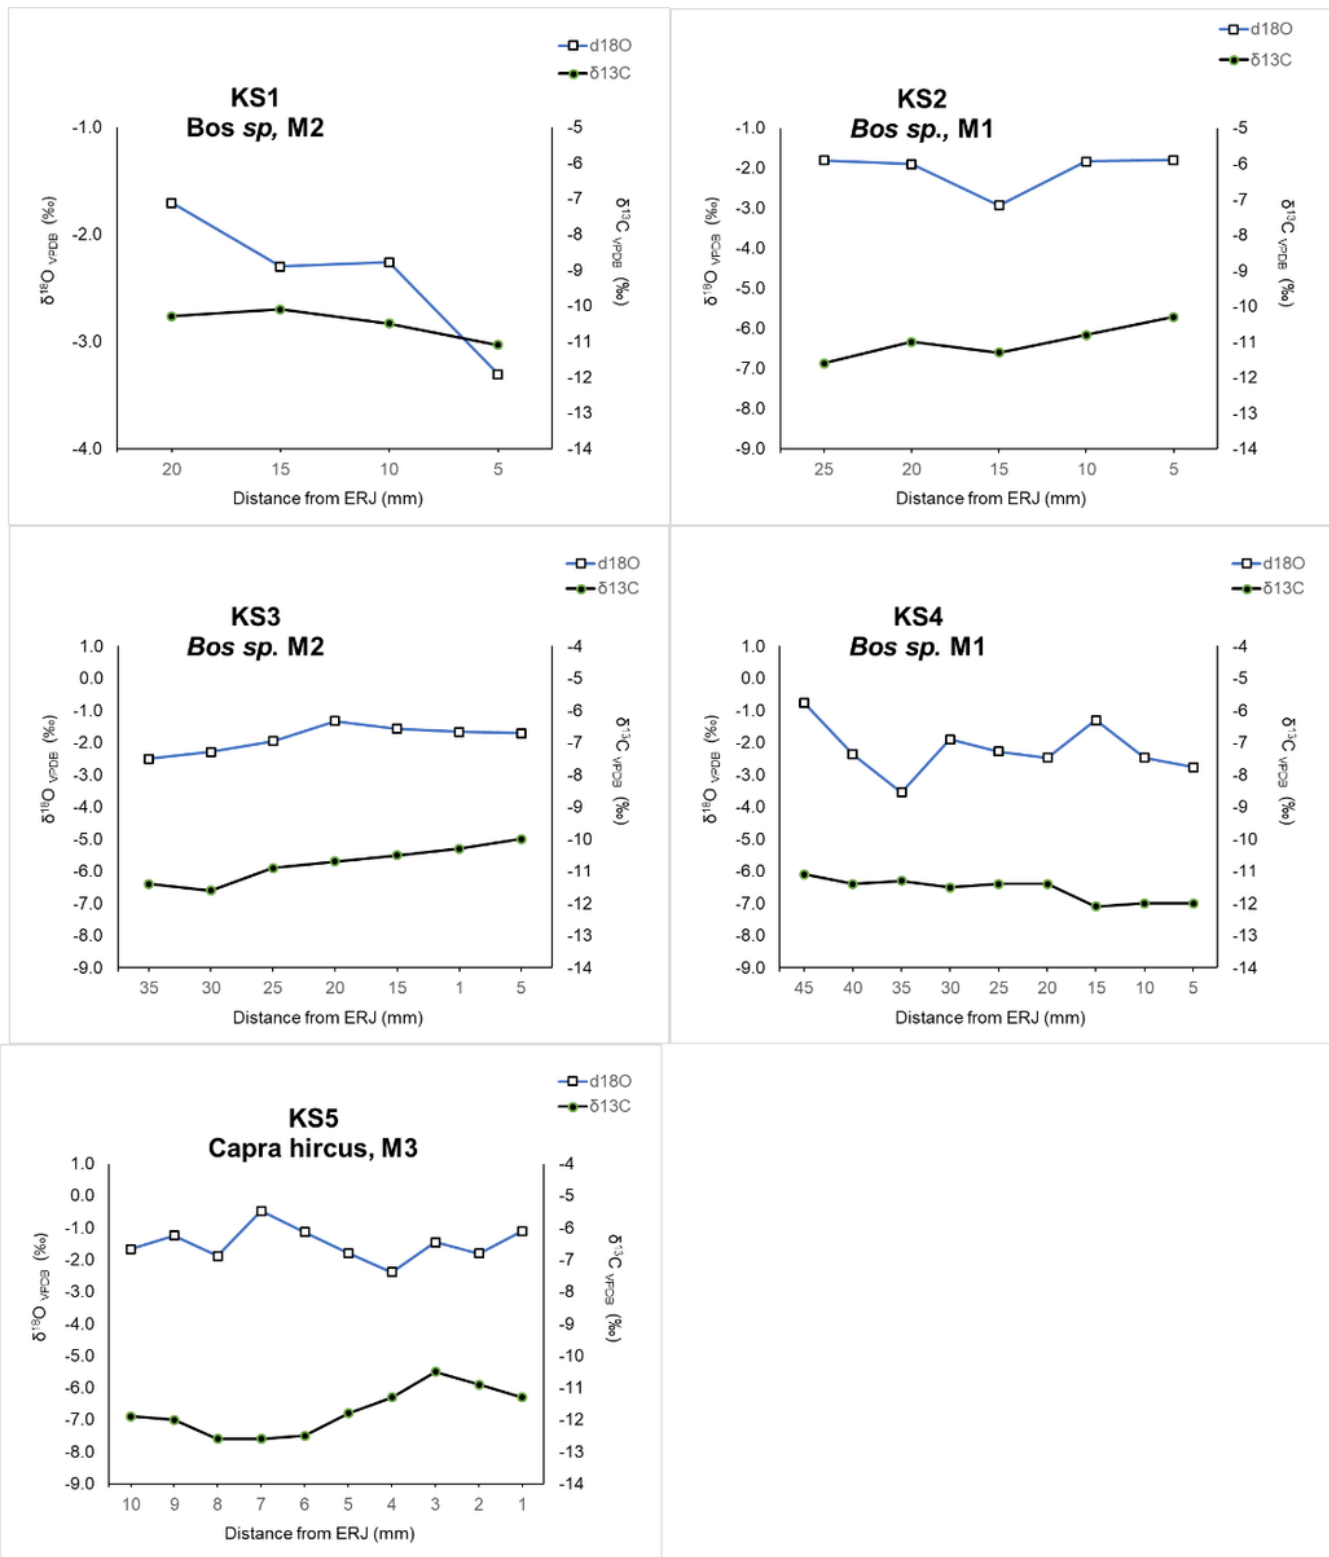 d18O
δ13C
KS1
Bos sp, M2
-1.0
-2.0
-3.0
-4.0
δ18O VPDB (‰)
-5
-6
-7
-8
-9
-10
-11
-12
-13
-14
δ13C VPDB (‰)
20 15 10 5
Distance from ERJ (mm)
d18O
δ13C
KS2
Bos sp., M1
-1.0
-2.0
-3.0
-4.0
-5.0
-6.0
-7.0
-8.0
-9.0
δ18O VPDB (‰)
-5
-6
-7
-8
-9
-10
-11
-12
-13
-14
δ13C VPDB (‰)
25 20 15 10 5
Distance from ERJ (mm)
d18O
δ13C
KS3
Bos sp. M2
1.0
0.0
-1.0
-2.0
-3.0
-4.0
-5.0
-6.0
-7.0
-8.0
-9.0
δ18O VPDB (‰)
-4
-5
-6
-7
-8
-9
-10
-11
-12
-13
-14
δ13C VPDB (‰)
35 30 25 20 15 1 5
Distance from ERJ (mm)
d18O
δ13C
KS4
Bos sp. M1
1.0
0.0
-1.0
-2.0
-3.0
-4.0
-5.0
-6.0
-7.0
-8.0
-9.0
δ18O VPDB (‰)
-4
-5
-6
-7
-8
-9
-10
-11
-12
-13
-14
δ13C VPDB (‰)
45 40 35 30 25 20 15 10 5
Distance from ERJ (mm)
d18O
δ13C
KS5
Capra hircus, M3
1.0
0.0
-1.0
-2.0
-3.0
-4.0
-5.0
-6.0
-7.0
-8.0
-9.0
δ18O VPDB (‰)
-4
-5
-6
-7
-8
-9
-10
-11
-12
-13
-14
δ13C VPDB (‰)
10 9 8 7 6 5 4 3 2 1
Distance from ERJ (mm)